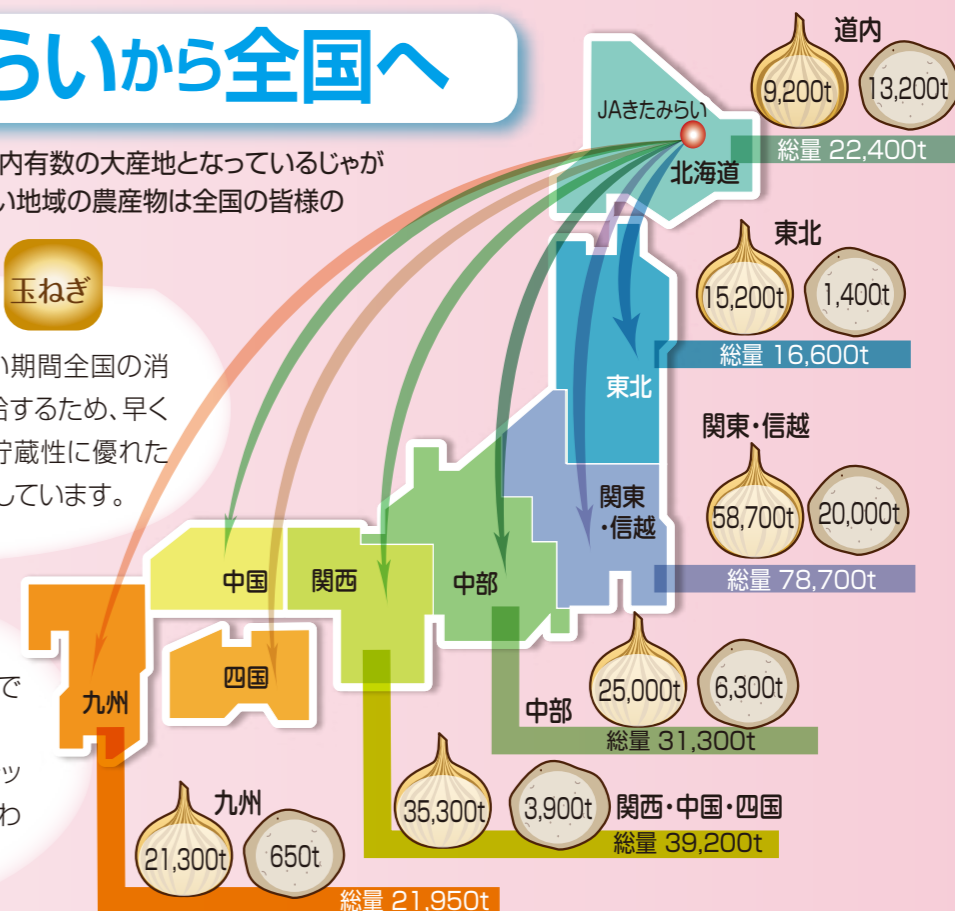 らいから全国へ
内有数の大産地となっているじゃが
い地域の農産物は全国の皆様の
玉ねぎ
い期間全国の消
給するため、早く
貯蔵性に優れた
しています。
で
ッ
わ
JAきたみらい
北海道
東北
関東
・信越
中部
関西
中国
四国
九州
道内
9,200t
13,200t
総量 22,400t
東北
15,200t
1,400t
総量 16,600t
関東・信越
58,700t
20,000t
総量 78,700t
中部
25,000t
6,300t
総量 31,300t
関西・中国・四国
35,300t
3,900t
総量 39,200t
九州
21,300t
650t
総量 21,950t